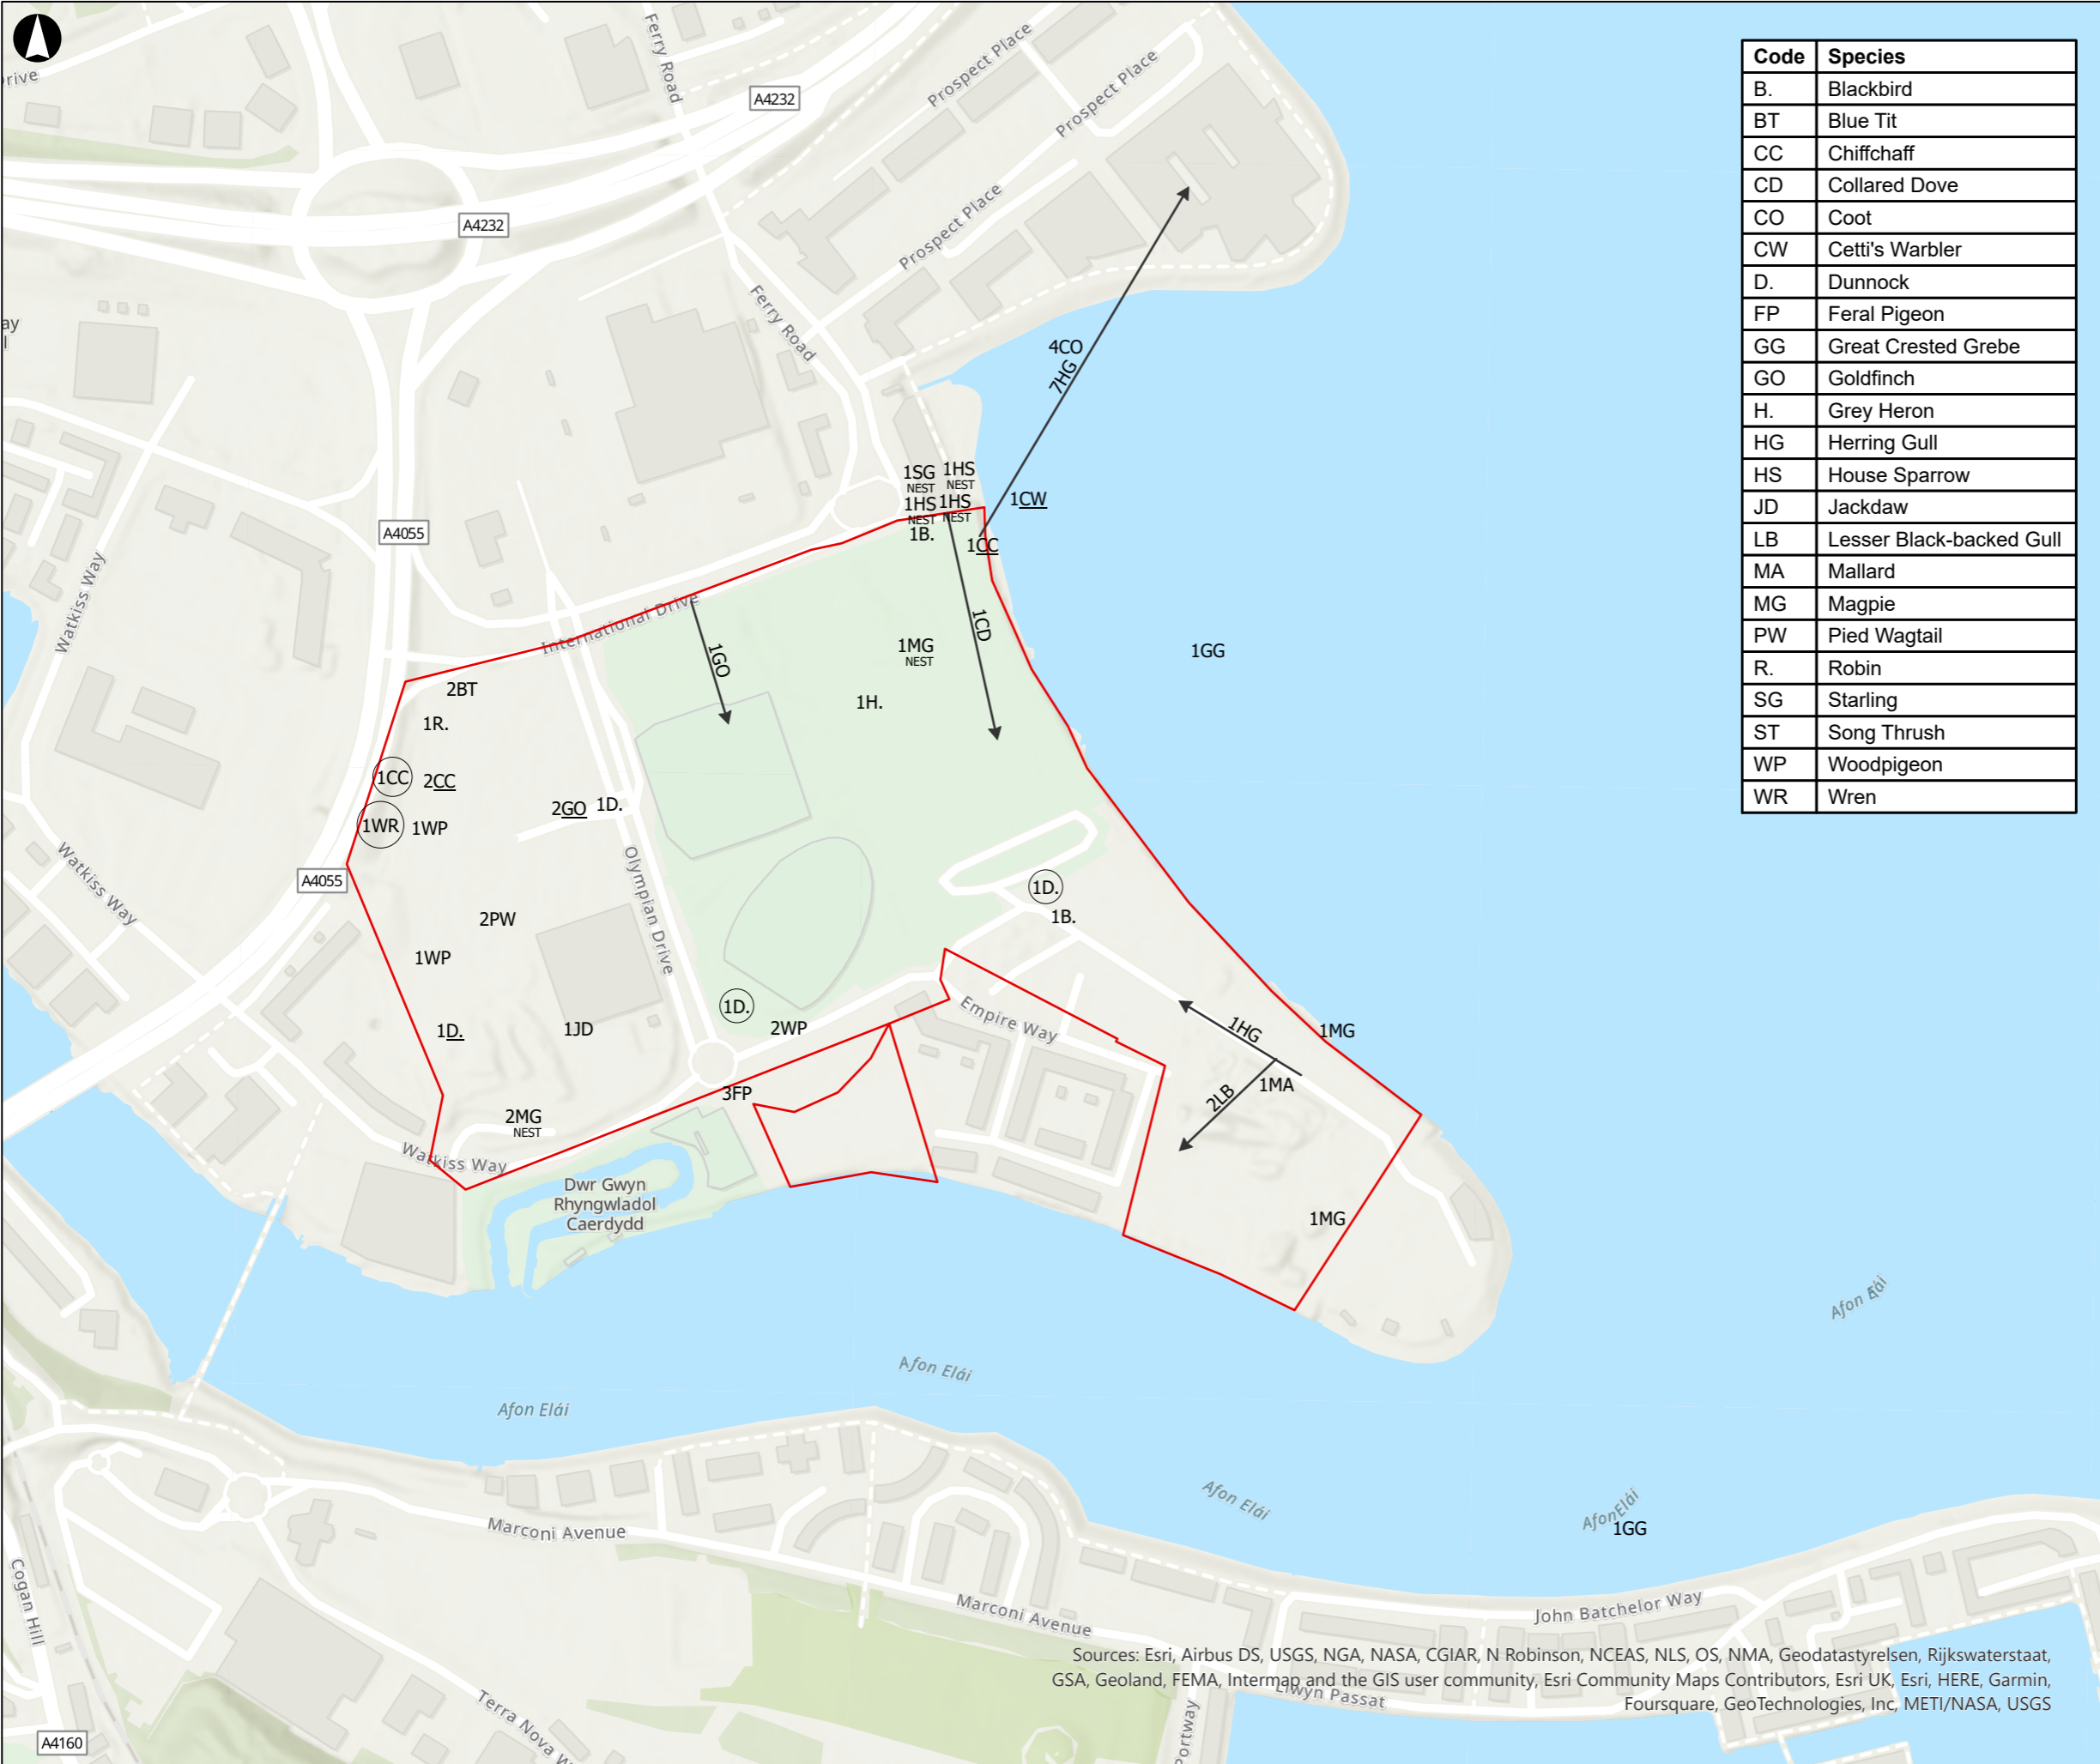 Code Species
B. Blackbird
BT Blue Tit
CC Chiffchaff
CD Collared Dove
CO Coot
CW Cetti's Warbler
D. Dunnock
FP Feral Pigeon
GG Great Crested Grebe
GO Goldfinch
H. Grey Heron
HG Herring Gull
HS House Sparrow
JD Jackdaw
LB Lesser Black-backed Gull
MA Mallard
MG Magpie
PW Pied Wagtail
R. Robin
SG Starling
ST Song Thrush
WP Woodpigeon
WR Wren
Drive
Ferry Road
Prospect Place
A4232
Prospect Place
A4232
Prospect Place
Ferry Road
ay
4CO
7HG
1SG
NEST
1HS
NEST
1HS
NEST
1HS
NEST
1CW
A4055
1B.
1CC
Watkiss Way
International Drive
1CD
1GO
1MG
NEST
1GG
2BT
1H.
1R.
1CC
2CC
2GO
1D.
1WR
1WP
Watkiss Way
A4055
Olympian Drive
1D.
1B.
2PW
1WP
1D.
2WP
Empire Way
1HG
1MG
1D.
1JD
1MA
2LB
3FP
2MG
NEST
Watkiss Way
Dwr Gwyn
Rhyngwladol
Caerdydd
1MG
Afon Elái
Afon Elái
Afon Elái
Afon Elái
Afon Elái
1GG
Marconi Avenue
Cogan Hill
Marconi Avenue
John Batchelor Way
Sources: Esri, Airbus DS, USGS, NGA, NASA, CGIAR, N Robinson, NCEAS, NLS, OS, NMA, Geodatastyrelsen, Rijkswaterstaat,
GSA, Geoland, FEMA, Intermap and the GIS user community, Esri Community Maps Contributors, Esri UK, Esri, HERE, Garmin,
Foursquare, GeoTechnologies, Inc, METI/NASA, USGS
Passat
Portway
Terra Nova W
A4160